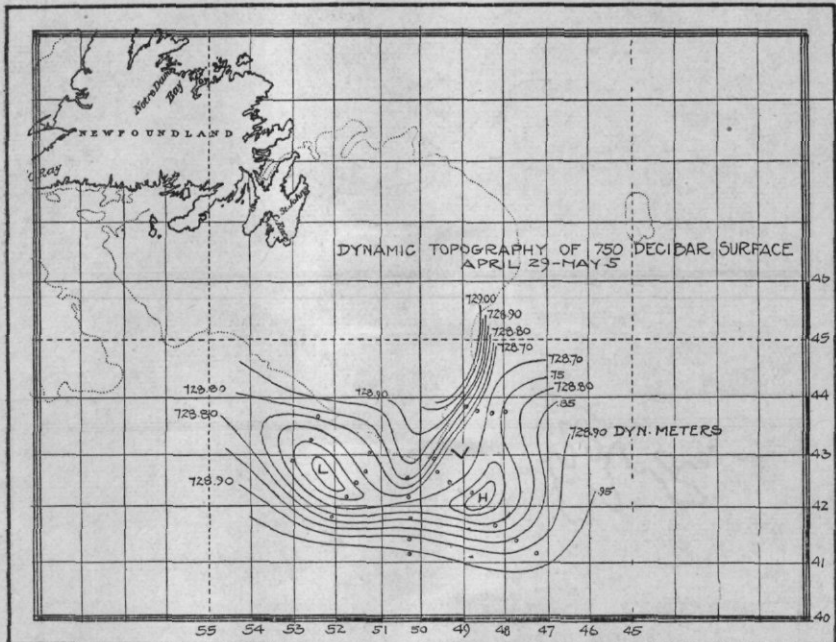 Notre Dame
Bay
NEWFOUNDLAND
C.Ray
DYNAMIC TOPOGRAPHY OF 750 DECIBAR SURFACE
APRIL 29-MAY 5
46
729.00
728.90
728.80
728.70
45
728.70
.75
728.80
.85
728.80
728.90
44
728.80
728.90 DYN. METERS
43
L
H
728.90
.95
42
41
40
55 54 53 52 51 50 49 48 47 46 45